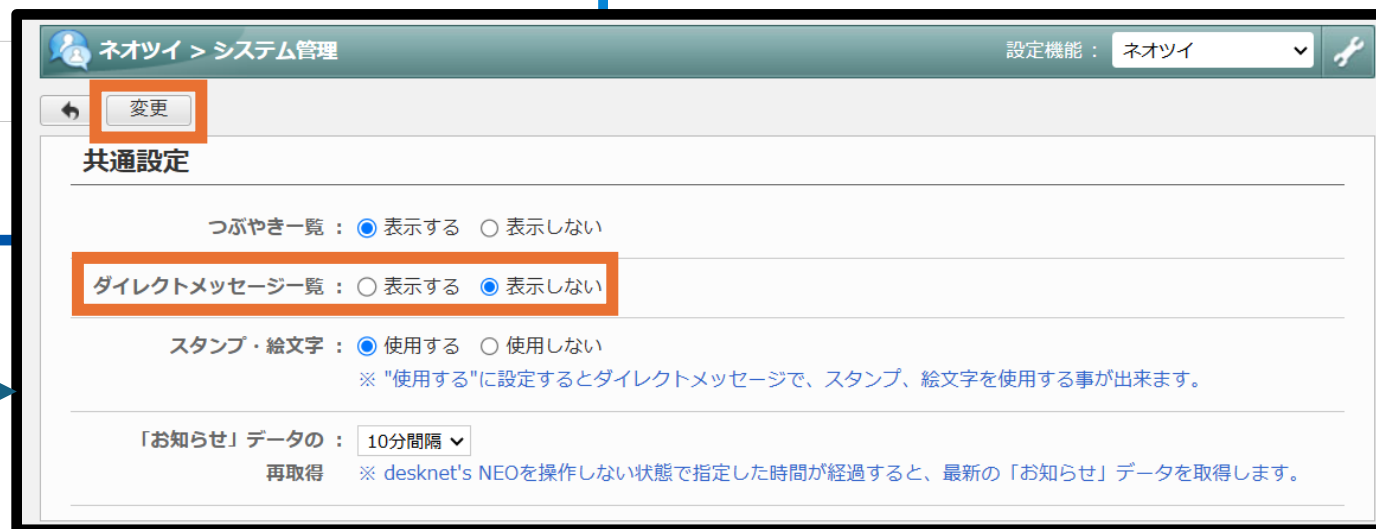 ネオツイ > システム管理 設定機能： ネオツイ
変更
共通設定
つぶやき一覧 ： 表示する 表示しない
ダイレクトメッセージ一覧 ： 表示する 表示しない
スタンプ・絵文字 ： 使用する 使用しない
※ "使用する"に設定するとダイレクトメッセージで、スタンプ、絵文字を使用する事が出来ます。
「お知らせ」データの ： 10分間隔
再取得 ※ desknet's NEOを操作しない状態で指定した時間が経過すると、最新の「お知らせ」データを取得します。